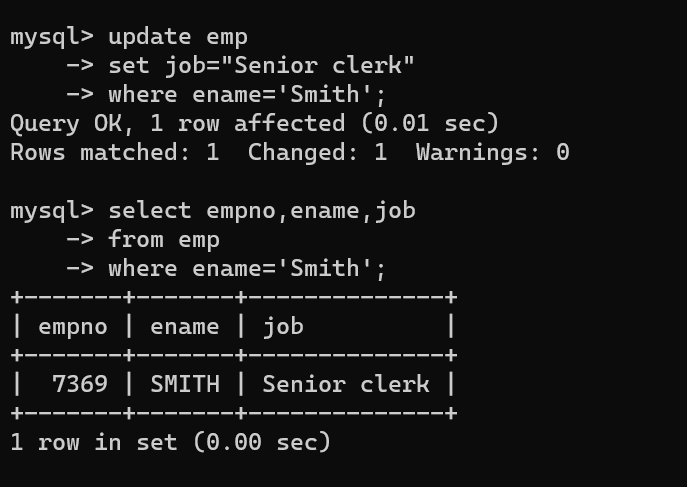 mysql> update emp
    -> set job="Senior clerk"
    -> where ename='Smith';
Query OK, 1 row affected (0.01 sec)
Rows matched: 1  Changed: 1  Warnings: 0

mysql> select empno,ename,job
    -> from emp
    -> where ename='Smith';
+-------+-------+--------------+
| empno | ename | job          |
+-------+-------+--------------+
|  7369 | SMITH | Senior clerk |
+-------+-------+--------------+
1 row in set (0.00 sec)